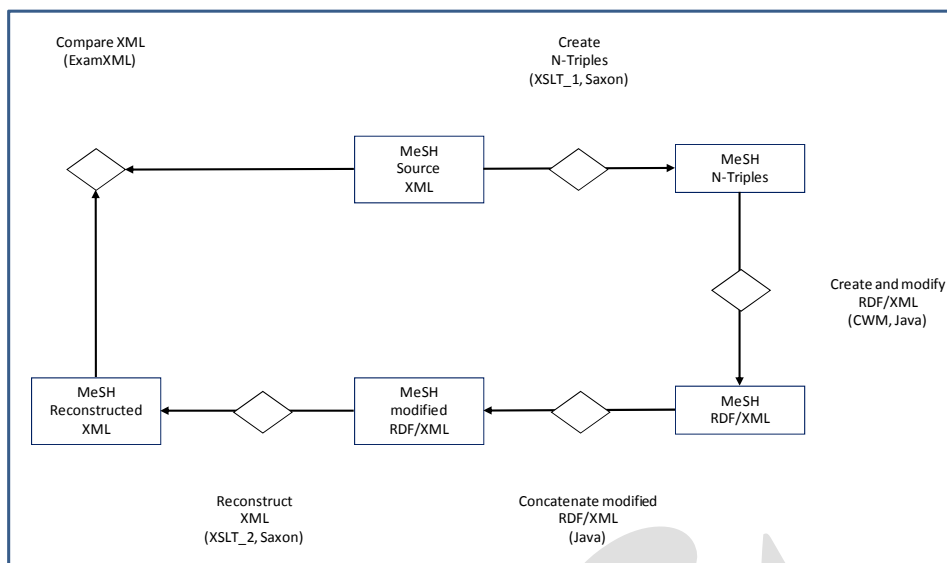 Compare XML
(ExamXML)
Create
N-Triples
(XSLT_1, Saxon)
MeSH
Source
XML
MeSH
N-Triples
Create and modify
RDF/XML
(CWM, Java)
MeSH
Reconstructed
XML
MeSH
modified
RDF/XML
MeSH
RDF/XML
Reconstruct
XML
(XSLT_2, Saxon)
Concatenate modified
RDF/XML
(Java)